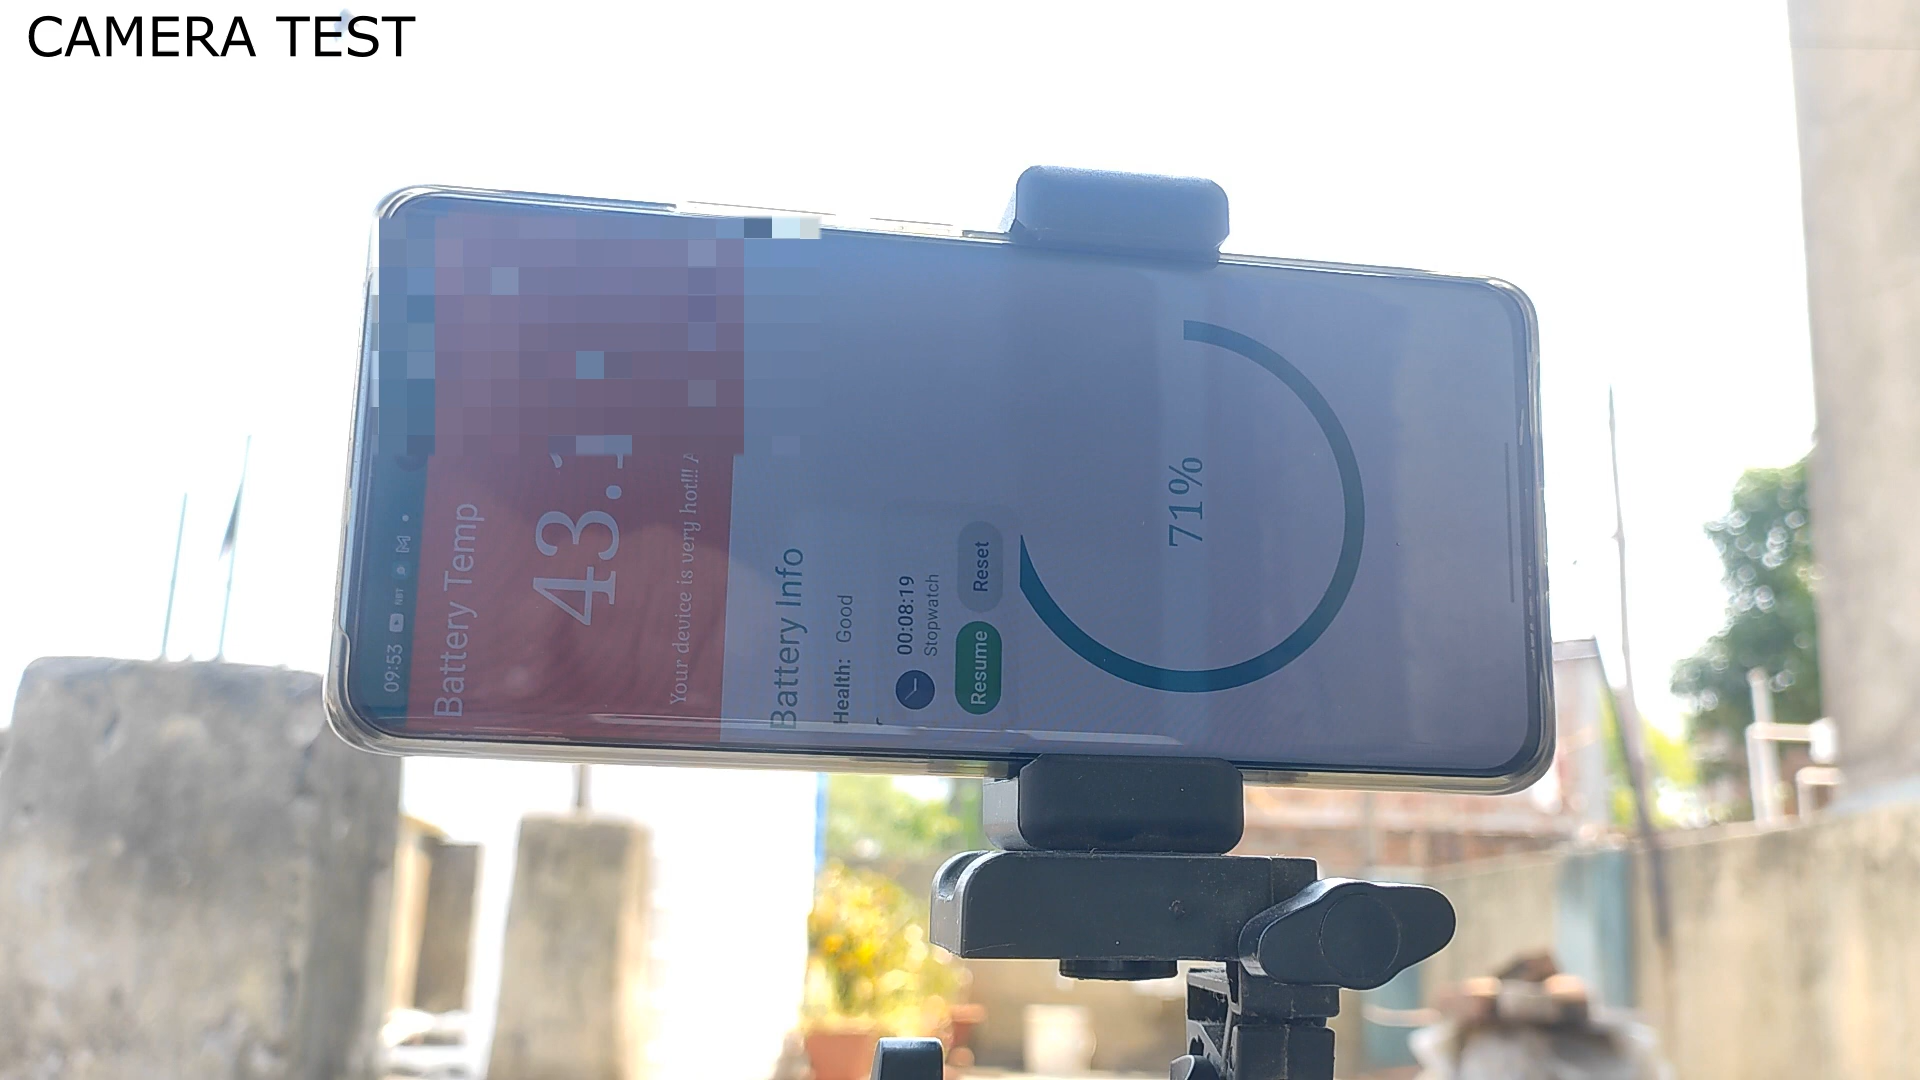 CAMERA TEST
09:53
Battery Temp
43.1
Your device is very hot!!!
Battery Info
Health: Good
00:08:19
Stopwatch
Resume Reset
71%